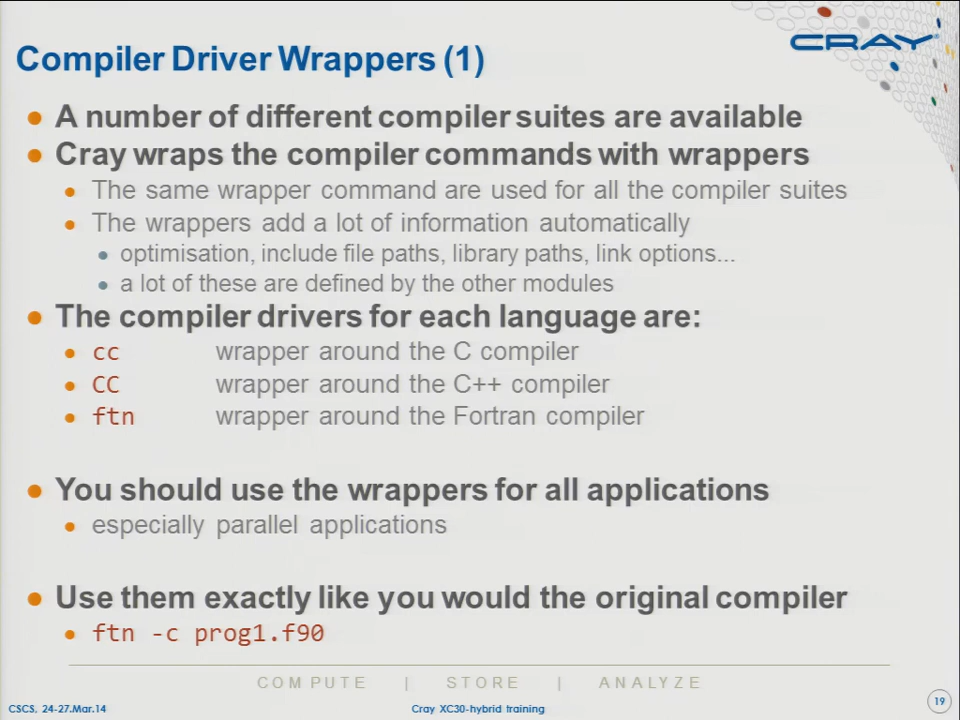 CRAY
Compiler Driver Wrappers (1)
● A number of different compiler suites are available
● Cray wraps the compiler commands with wrappers
● The same wrapper command are used for all the compiler suites
● The wrappers add a lot of information automatically
● optimisation, include file paths, library paths, link options...
● a lot of these are defined by the other modules
● The compiler drivers for each language are:
● cc wrapper around the C compiler
● CC wrapper around the C++ compiler
● ftn wrapper around the Fortran compiler
● You should use the wrappers for all applications
● especially parallel applications
● Use them exactly like you would the original compiler
● ftn -c prog1.f90
COMPUTE | STORE | ANALYZE
CSCS, 24-27.Mar.14 Cray XC30-hybrid training 19